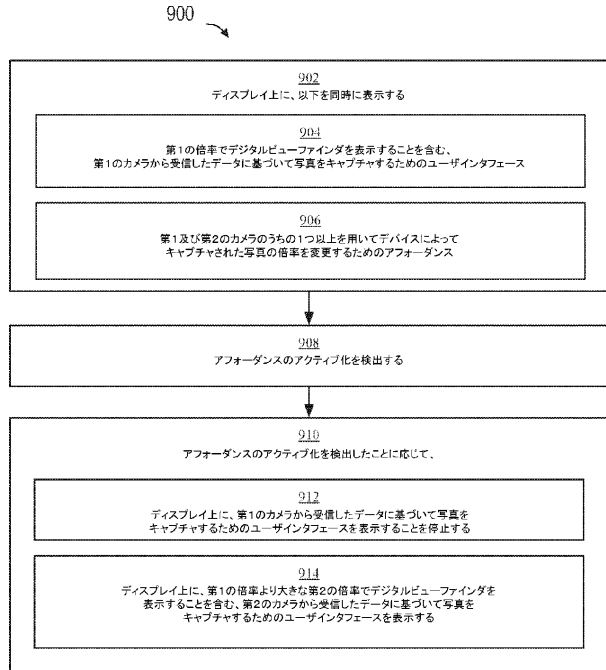 900
902
ディスプレイ上に、以下を同時に表示する
904
第1の倍率でデジタルビューファインダを表示することを含む、
第1のカメラから受信したデータに基づいて写真をキャプチャするためのユーザインタフェース
906
第1及び第2のカメラのうちの1つ以上を用いてデバイスによって
キャプチャされた写真の倍率を変更するためのアフォーダンス
908
アフォーダンスのアクティブ化を検出する
910
アフォーダンスのアクティブ化を検出したことに応じて、
912
ディスプレイ上に、第1のカメラから受信したデータに基づいて写真を
キャプチャするためのユーザインタフェースを表示することを停止する
914
ディスプレイ上に、第1の倍率より大きな第2の倍率でデジタルビューファインダを
表示することを含む、第2のカメラから受信したデータに基づいて写真を
キャプチャするためのユーザインタフェースを表示する